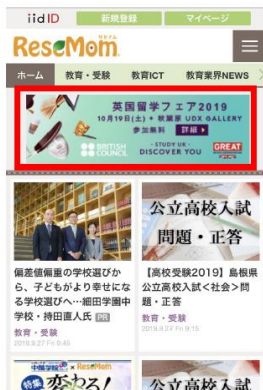 iid ID 新規登録 マイページ
ReseMom
ホーム 教育・受験 教育ICT 教育業界NEWS
英国留学フェア2019
10月19日(土)・秋葉原 UDX GALLERY
参加無料 詳細
BRITISH COUNCIL
STUDY UK
DISCOVER YOU
GREAT
偏差値偏重の学校選びか
ら、子どもがより幸せにな
る学校選びへ…細田学園中
学校・持田直人氏 PR
教育・受験
2019.9.27 Fri 9:45
公立高校入試
問題・正答
【高校受験2019】島根県
公立高校入試<社会>問
題・正答
教育・受験
2019.9.27 Fri 9:15
× ReseMom
特集 変わる!
公立高校入試